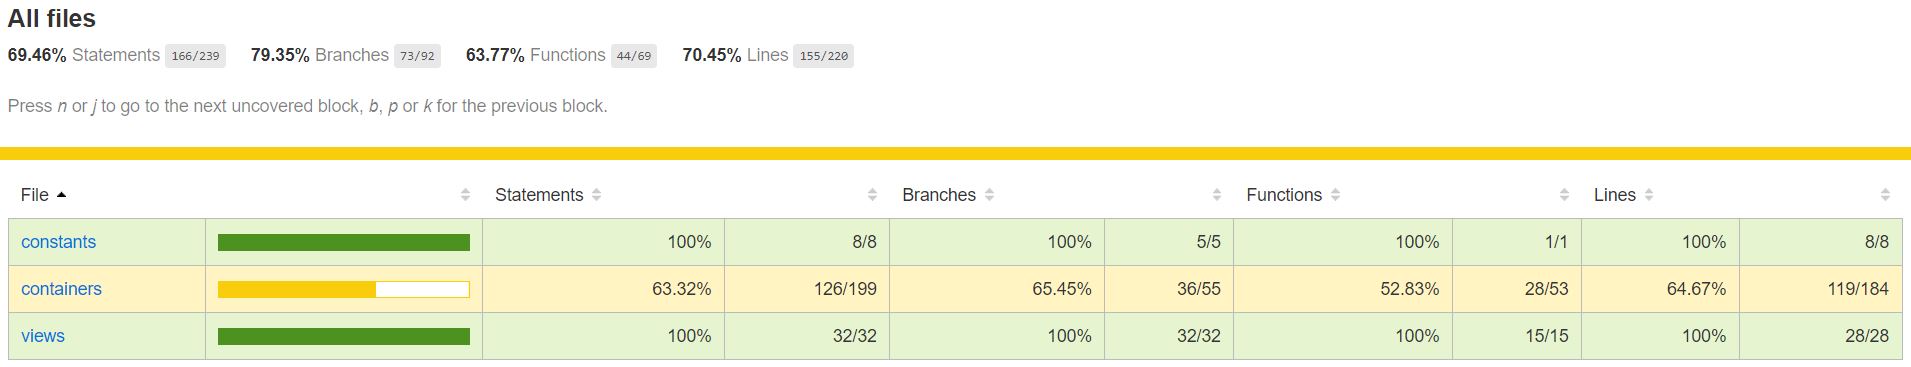 All files
69.46% Statements 166/239 79.35% Branches 73/92 63.77% Functions 44/69 70.45% Lines 155/220
Press n or j to go to the next uncovered block, b, p or k for the previous block.
File Statements Branches Functions Lines
constants 100% 8/8 100% 5/5 100% 1/1 100% 8/8
containers 63.32% 126/199 65.45% 36/55 52.83% 28/53 64.67% 119/184
views 100% 32/32 100% 32/32 100% 15/15 100% 28/28